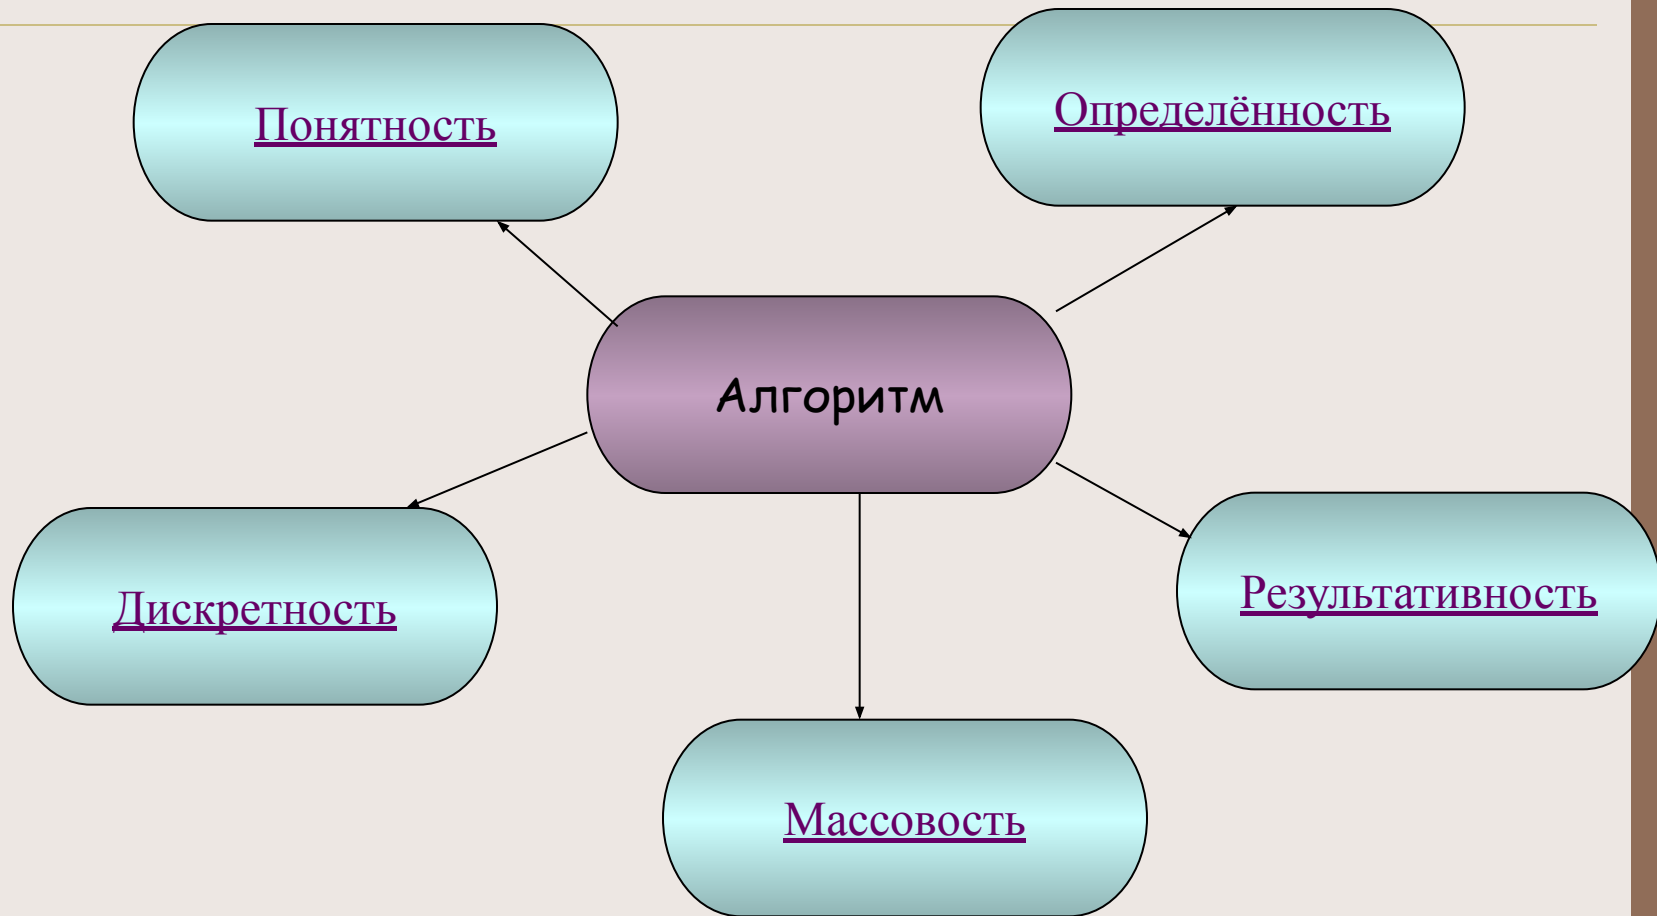 Понятность
Определённость
Алгоритм
Дискретность
Результативность
Массовость